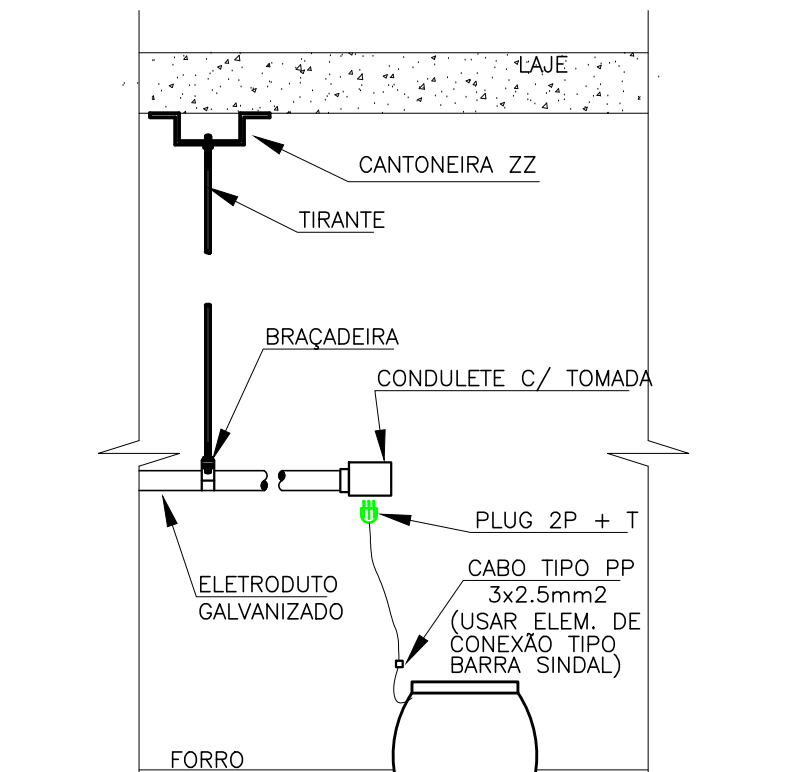 LAJE
CANTONEIRA ZZ
TIRANTE
BRAÇADEIRA
CONDULETE C/ TOMADA
PLUG 2P + T
CABO TIPO PP
3x2.5mm2
(USAR ELEM. DE
CONEXÃO TIPO
BARRA SINDAL)
ELETRODUTO
GALVANIZADO
FORRO